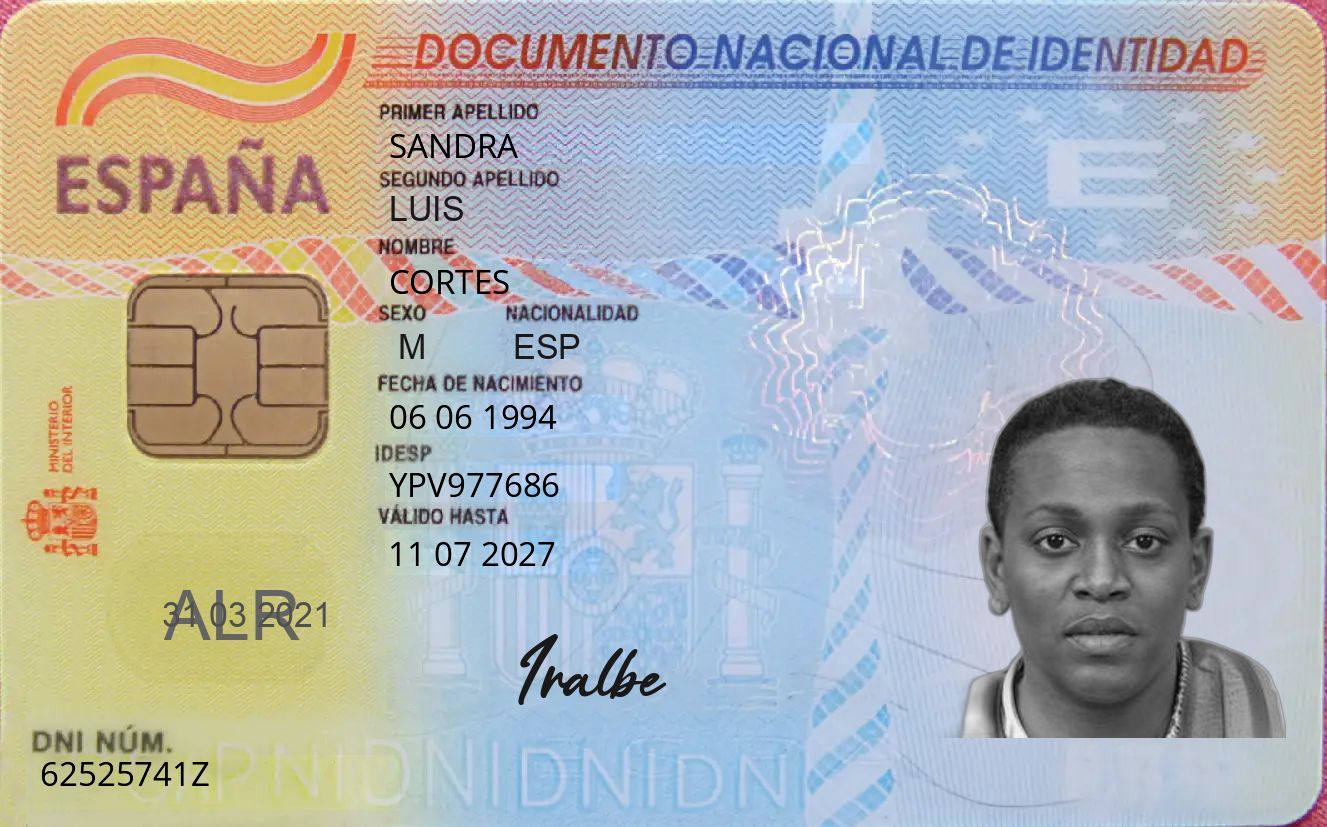 DOCUMENTO NACIONAL DE IDENTIDAD
ESPAÑA
PRIMER APELLIDO
SANDRA
SEGUNDO APELLIDO
LUIS
NOMBRE
CORTES
SEXO NACIONALIDAD
M ESP
FECHA DE NACIMIENTO
06 06 1994
IDESP
YPV977686
VÁLIDO HASTA
11 07 2027
MINISTERIO
DEL INTERIOR
E
ALR
31 03 2021
Iralbe
DNI NÚM.
62525741Z
DNIDNIDNIDNI